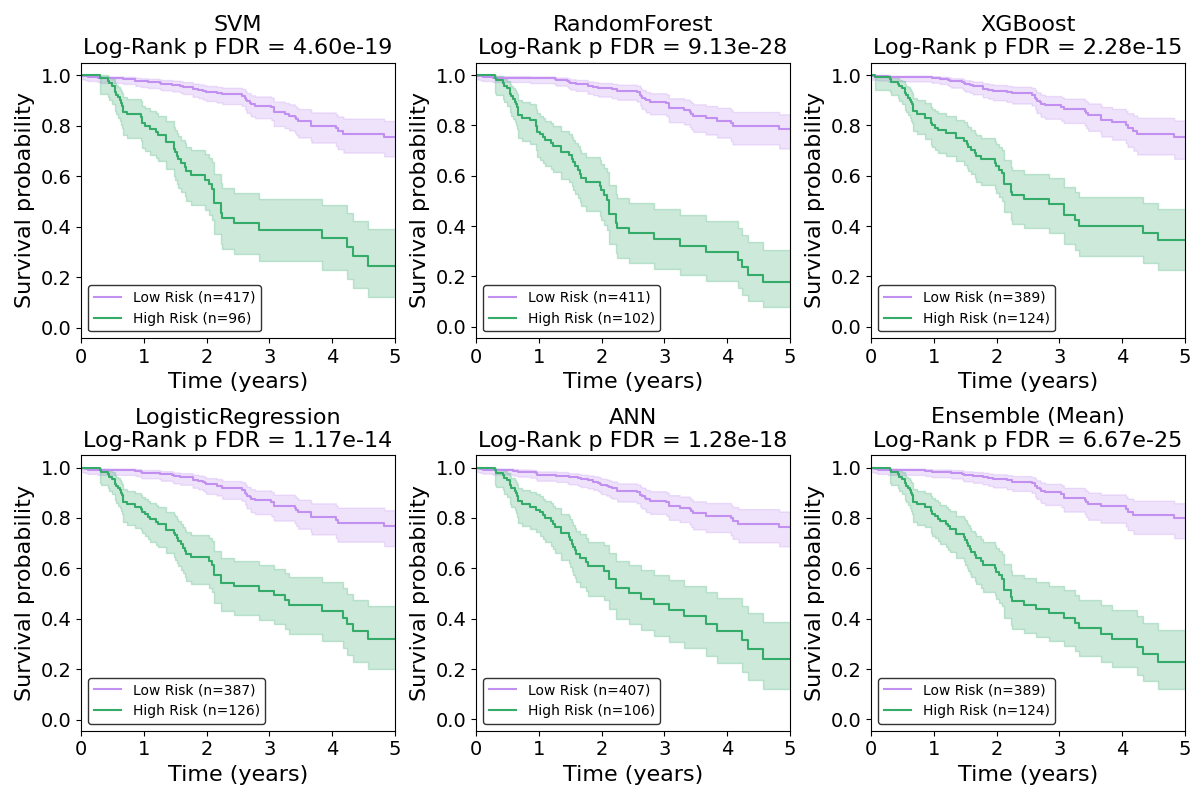 SVM
Log-Rank p FDR = 4.60e-19
Survival probability
1.0
0.8
0.6
0.4
0.2
0.0
Low Risk (n=417)
High Risk (n=96)
0 1 2 3 4 5
Time (years)
RandomForest
Log-Rank p FDR = 9.13e-28
Survival probability
1.0
0.8
0.6
0.4
0.2
0.0
Low Risk (n=411)
High Risk (n=102)
0 1 2 3 4 5
Time (years)
XGBoost
Log-Rank p FDR = 2.28e-15
Survival probability
1.0
0.8
0.6
0.4
0.2
0.0
Low Risk (n=389)
High Risk (n=124)
0 1 2 3 4 5
Time (years)
LogisticRegression
Log-Rank p FDR = 1.17e-14
Survival probability
1.0
0.8
0.6
0.4
0.2
0.0
Low Risk (n=387)
High Risk (n=126)
0 1 2 3 4 5
Time (years)
ANN
Log-Rank p FDR = 1.28e-18
Survival probability
1.0
0.8
0.6
0.4
0.2
0.0
Low Risk (n=407)
High Risk (n=106)
0 1 2 3 4 5
Time (years)
Ensemble (Mean)
Log-Rank p FDR = 6.67e-25
Survival probability
1.0
0.8
0.6
0.4
0.2
0.0
Low Risk (n=389)
High Risk (n=124)
0 1 2 3 4 5
Time (years)